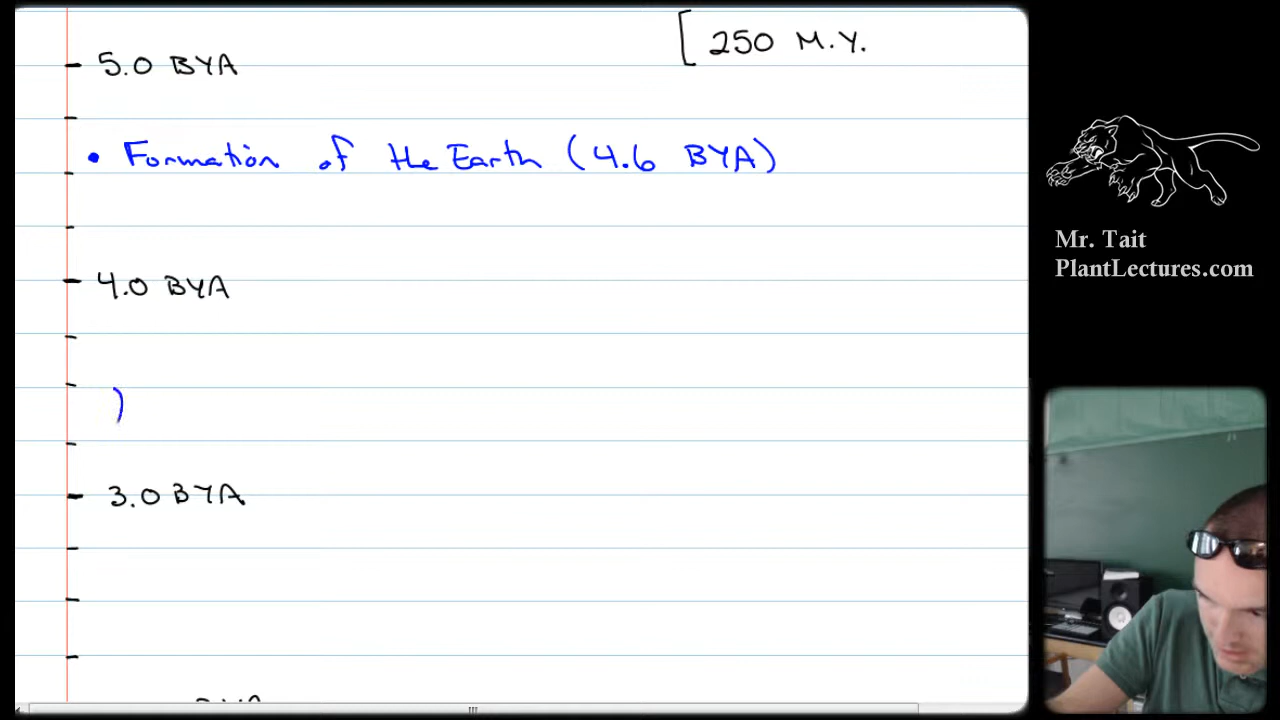 [ 250 M.Y.
5.0 BYA
• Formation of the Earth (4.6 BYA)
4.0 BYA
)
3.0 BYA
Mr. Tait
PlantLectures.com